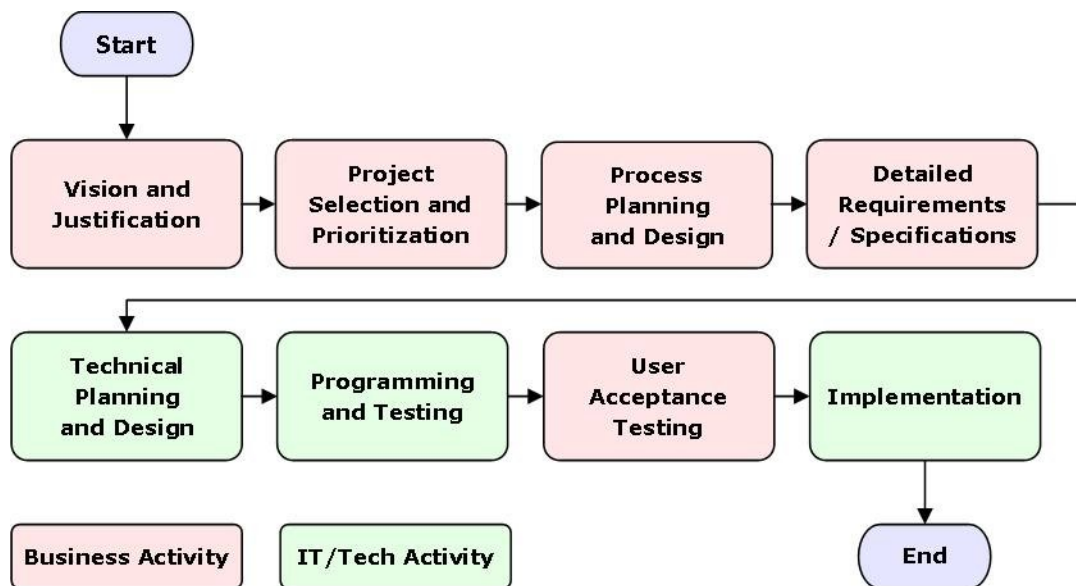 Start
Vision and
Justification
Project
Selection and
Prioritization
Process
Planning
and Design
Detailed
Requirements
/ Specifications
Technical
Planning
and Design
Programming
and Testing
User
Acceptance
Testing
Implementation
Business Activity
IT/Tech Activity
End